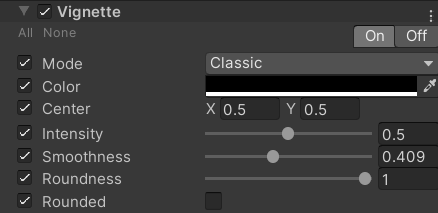 Vignette
All None
On Off
Mode Classic
Color
Center X 0.5 Y 0.5
Intensity 0.5
Smoothness 0.409
Roundness 1
Rounded